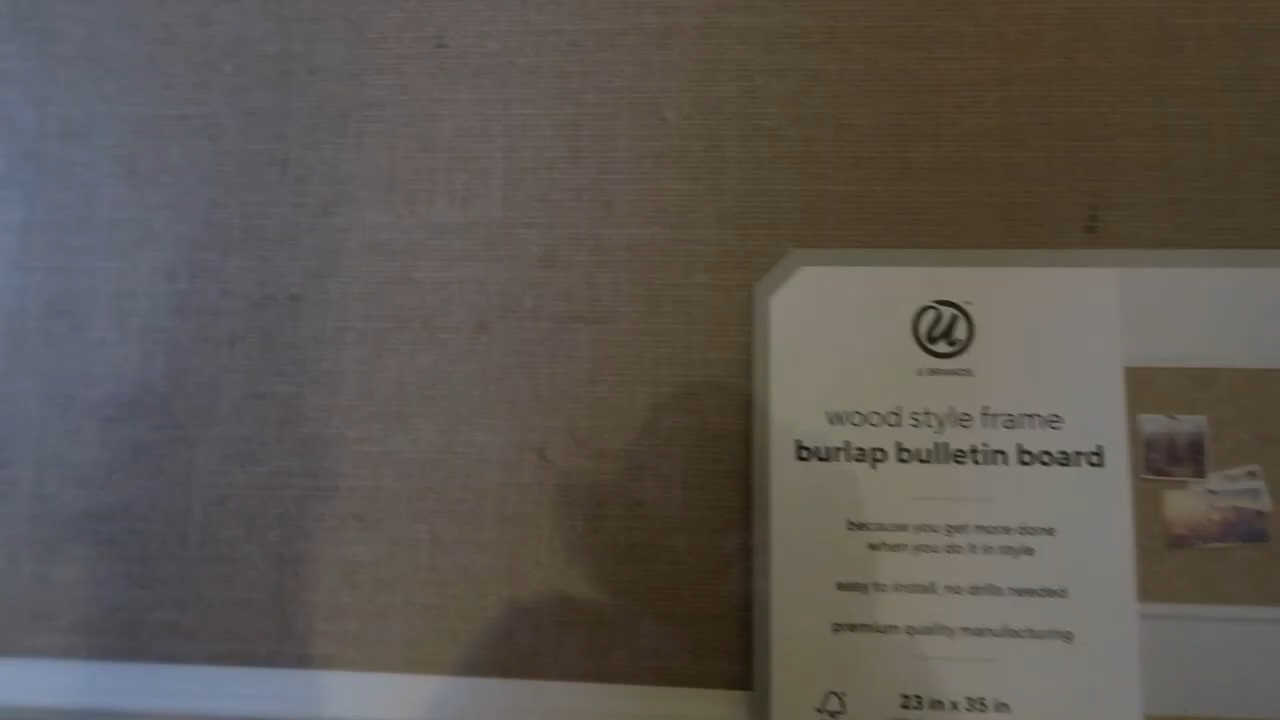 U BRANDS
wood style frame
burlap bulletin board
because you get more done
when you do it in style
easy to install, no drills needed
premium quality manufacturing
23 in x 35 in